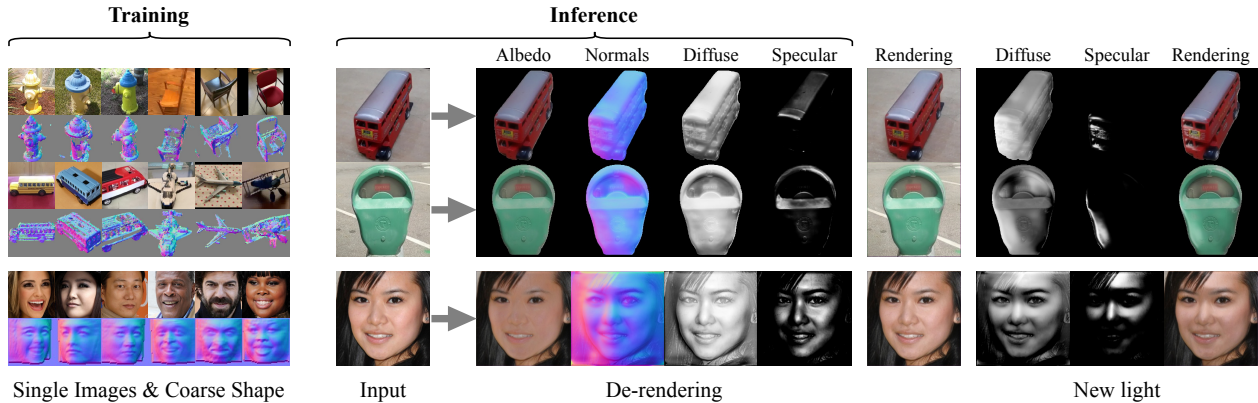 Training
Inference
Albedo Normals Diffuse Specular Rendering Diffuse Specular Rendering
Single Images & Coarse Shape
Input
De-rendering
New light